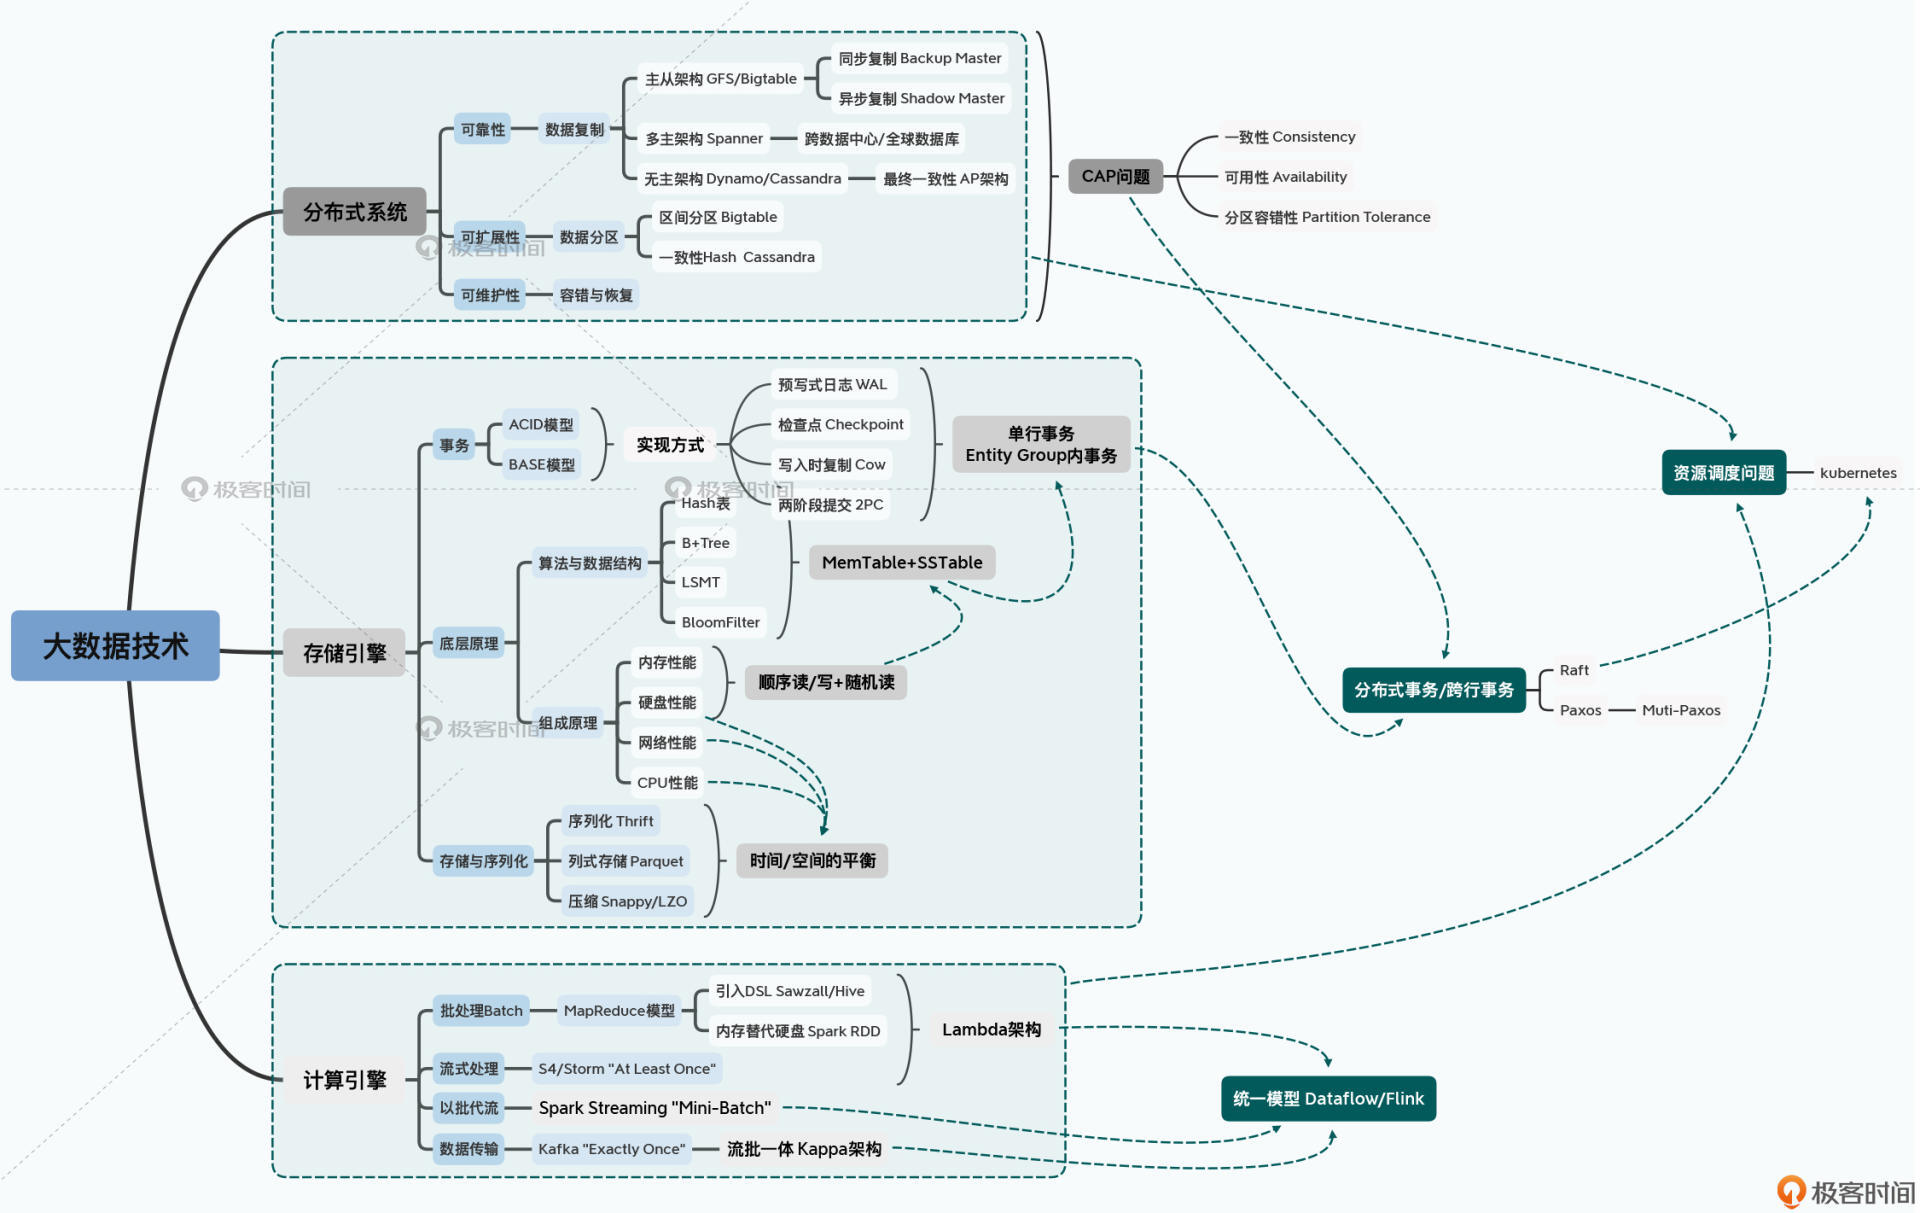 大数据技术
分布式系统
可靠性
数据复制
主从架构 GFS/Bigtable
同步复制 Backup Master
异步复制 Shadow Master
多主架构 Spanner
跨数据中心/全球数据库
无主架构 Dynamo/Cassandra
最终一致性 AP架构
可扩展性
数据分区
区间分区 Bigtable
一致性Hash Cassandra
可维护性
容错与恢复
CAP问题
一致性 Consistency
可用性 Availability
分区容错性 Partition Tolerance
极客时间
存储引擎
事务
ACID模型
BASE模型
实现方式
预写式日志 WAL
检查点 Checkpoint
写入时复制 Cow
两阶段提交 2PC
单行事务
Entity Group内事务
极客时间
极客时间
底层原理
算法与数据结构
Hash表
B+Tree
LSMT
BloomFilter
MemTable+SSTable
组成原理
内存性能
硬盘性能
网络性能
CPU性能
顺序读/写+随机读
极客时间
存储与序列化
序列化 Thrift
列式存储 Parquet
压缩 Snappy/LZO
时间/空间的平衡
资源调度问题
kubernetes
分布式事务/跨行事务
Raft
Paxos
Muti-Paxos
计算引擎
批处理Batch
MapReduce模型
引入DSL Sawzall/Hive
内存替代硬盘 Spark RDD
流式处理
S4/Storm "At Least Once"
Lambda架构
以批代流
Spark Streaming "Mini-Batch"
数据传输
Kafka "Exactly Once"
流批一体 Kappa架构
统一模型 Dataflow/Flink
极客时间